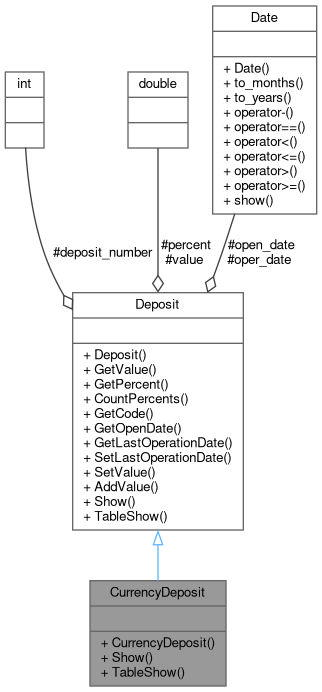 Date
+ Date()
+ to_months()
+ to_years()
+ operator-()
+ operator==()
+ operator<()
+ operator<=()
+ operator>()
+ operator>=()
+ show()
int
double
#deposit_number
#percent
#value
#open_date
#oper_date
Deposit
+ Deposit()
+ GetValue()
+ GetPercent()
+ CountPercents()
+ GetCode()
+ GetOpenDate()
+ GetLastOperationDate()
+ SetLastOperationDate()
+ SetValue()
+ AddValue()
+ Show()
+ TableShow()
CurrencyDeposit
+ CurrencyDeposit()
+ Show()
+ TableShow()